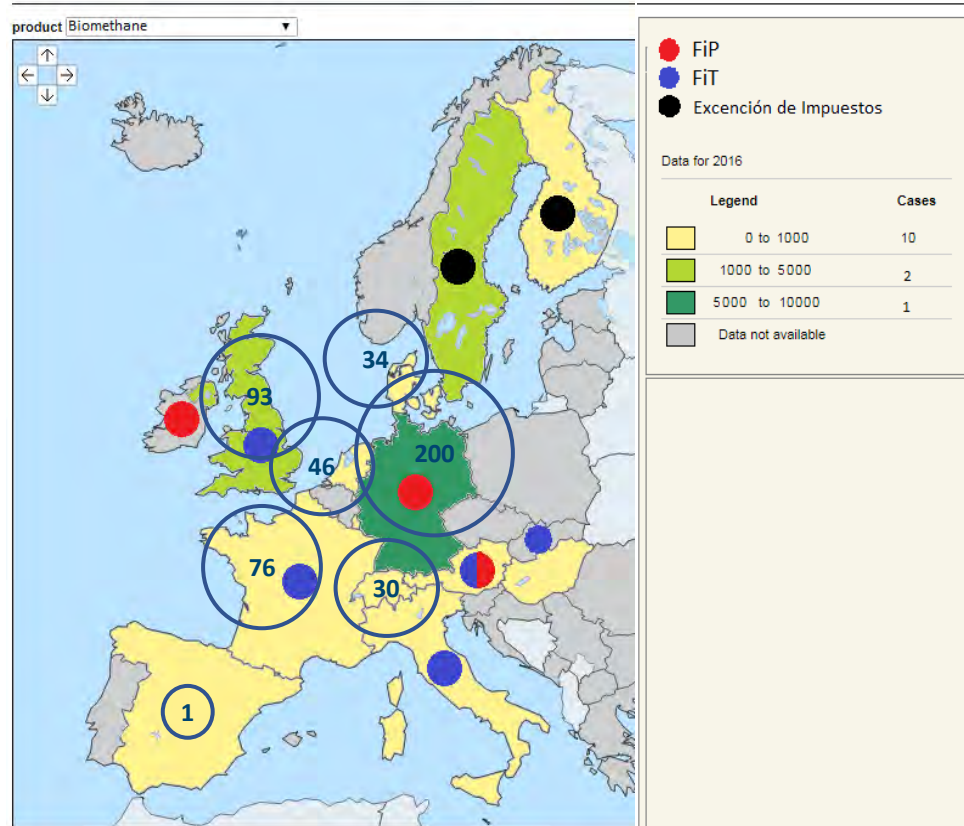 product Biomethane
FiP
FiT
Excención de Impuestos
Data for 2016
Legend Cases
0 to 1000 10
1000 to 5000 2
5000 to 10000 1
Data not available
34
93
46
200
76
30
1